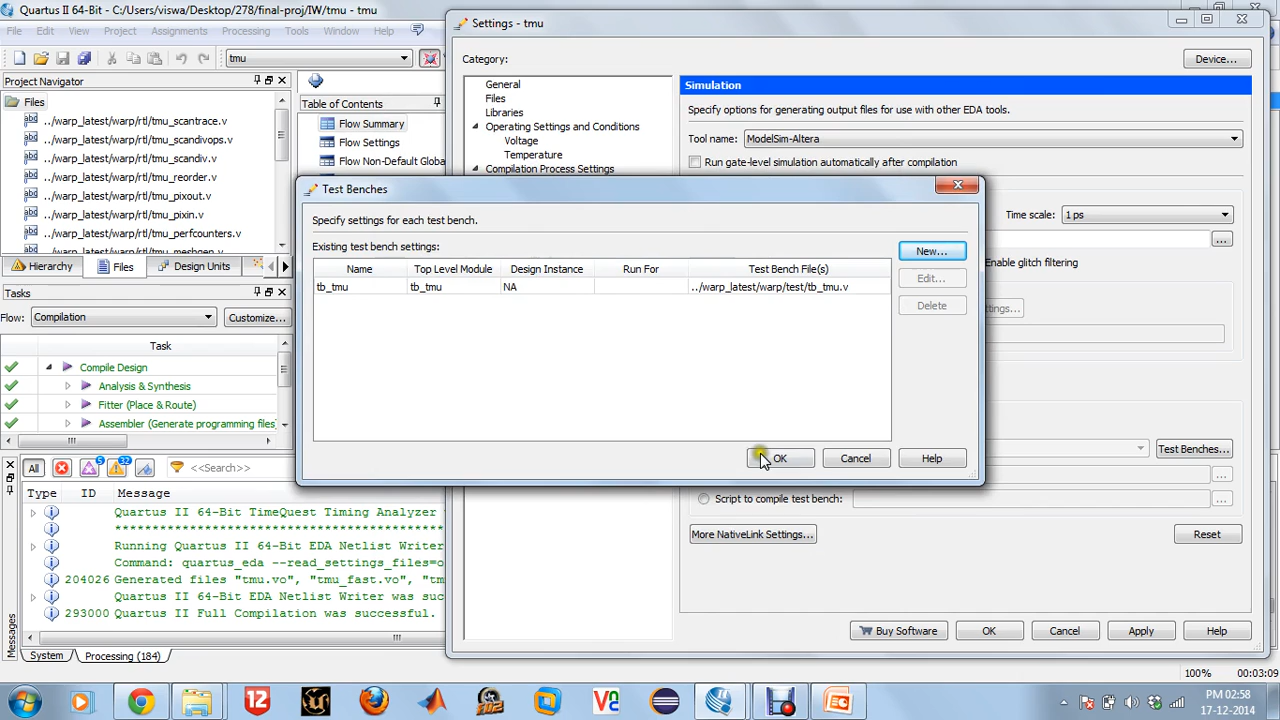 Quartus II 64-Bit - C:/Users/viswa/Desktop/278/final-proj/IW/tmu - tmu
File Edit View Project Assignments Processing Tools Window Help
tmu
Project Navigator
Files
../warp_latest/warp/rtl/tmu_scantrace.v
../warp_latest/warp/rtl/tmu_scandivops.v
../warp_latest/warp/rtl/tmu_scandiv.v
../warp_latest/warp/rtl/tmu_reorder.v
../warp_latest/warp/rtl/tmu_pixout.v
../warp_latest/warp/rtl/tmu_pixin.v
../warp_latest/warp/rtl/tmu_perfcounters.v
Hierarchy Files Design Units
Table of Contents
Flow Summary
Flow Settings
Flow Non-Default Globa
Tasks
Flow: Compilation Customize...
Task
Compile Design
Analysis & Synthesis
Fitter (Place & Route)
Assembler (Generate programming files)
All <<Search>>
Type ID Message
Quartus II 64-Bit TimeQuest Timing Analyzer
*******************************************
Running Quartus II 64-Bit EDA Netlist Writer
Command: quartus_eda --read_settings_files=o
204026 Generated files "tmu.vo", "tmu_fast.vo", "tm
Quartus II 64-Bit EDA Netlist Writer was suc
293000 Quartus II Full Compilation was successful.
Messages
System Processing (184)
100% 00:03:09
Settings - tmu
Category:
Device...
General
Files
Libraries
Operating Settings and Conditions
Voltage
Temperature
Compilation Process Settings
Simulation
Specify options for generating output files for use with other EDA tools.
Tool name: ModelSim-Altera
Run gate-level simulation automatically after compilation
Time scale: 1 ps
...
Enable glitch filtering
Test Benches...
...
Script to compile test bench: ...
More NativeLink Settings... Reset
Buy Software OK Cancel Apply Help
Test Benches
Specify settings for each test bench.
Existing test bench settings:
Name Top Level Module Design Instance Run For Test Bench File(s)
tb_tmu tb_tmu NA ../warp_latest/warp/test/tb_tmu.v
New...
Edit...
Delete
OK Cancel Help
12
PM 02:58
17-12-2014